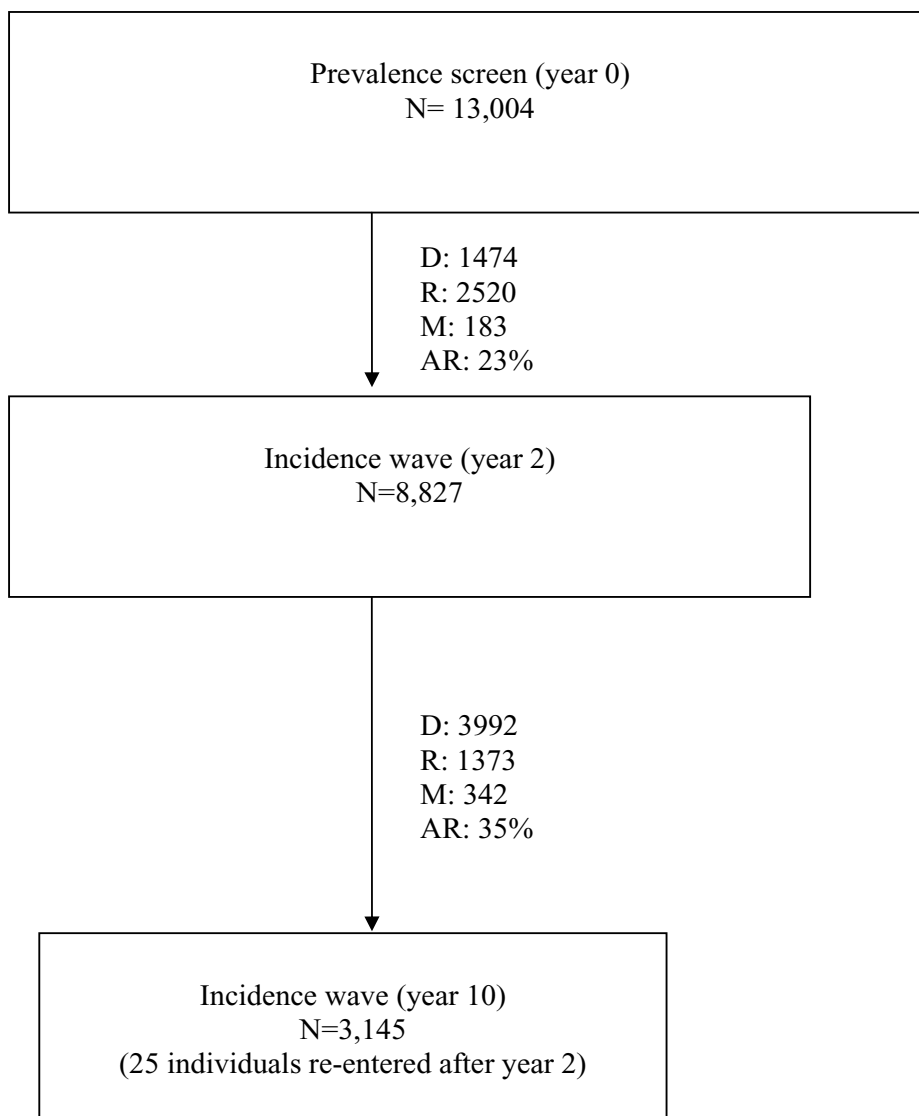 Prevalence screen (year 0)
N= 13,004
D: 1474
R: 2520
M: 183
AR: 23%
Incidence wave (year 2)
N=8,827
D: 3992
R: 1373
M: 342
AR: 35%
Incidence wave (year 10)
N=3,145
(25 individuals re-entered after year 2)